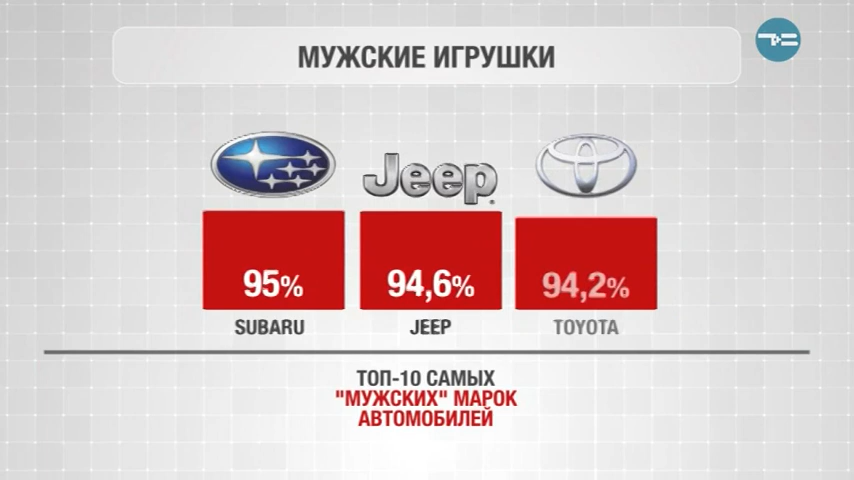 МУЖСКИЕ ИГРУШКИ
Jeep
95% 94,6% 94,2%
SUBARU JEEP TOYOTA
ТОП-10 САМЫХ
"МУЖСКИХ" МАРОК
АВТОМОБИЛЕЙ